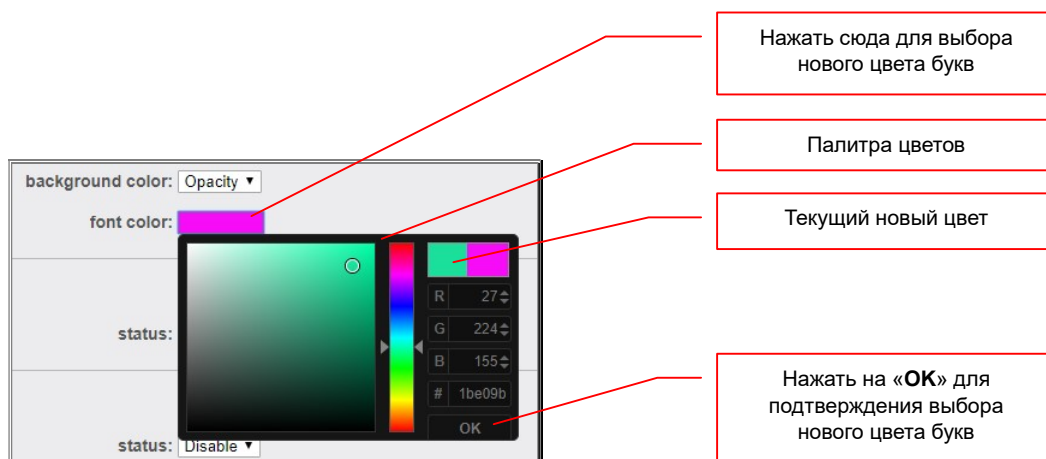 Нажать сюда для выбора
нового цвета букв
Палитра цветов
background color: Opacity
font color:
Текущий новый цвет
R 27
G 224
status:
B 155
# 1be09b
Нажать на «OK» для
подтверждения выбора
нового цвета букв
OK
status: Disable